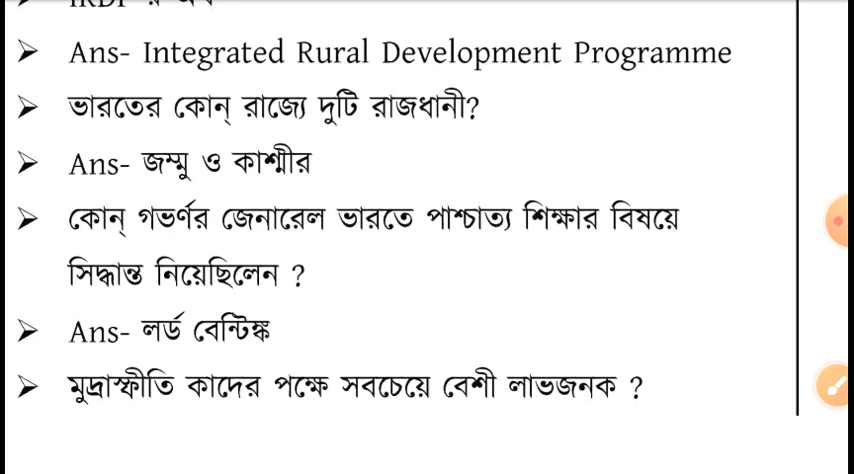 ➤ Ans- Integrated Rural Development Programme
➤ ভারতের কোন্ রাজ্যে দুটি রাজধানী?
➤ Ans- জম্মু ও কাশ্মীর
➤ কোন্ গভর্ণর জেনারেল ভারতে পাশ্চাত্য শিক্ষার বিষয়ে
সিদ্ধান্ত নিয়েছিলেন ?
➤ Ans- লর্ড বেন্টিঙ্ক
➤ মুদ্রাস্ফীতি কাদের পক্ষে সবচেয়ে বেশী লাভজনক ?